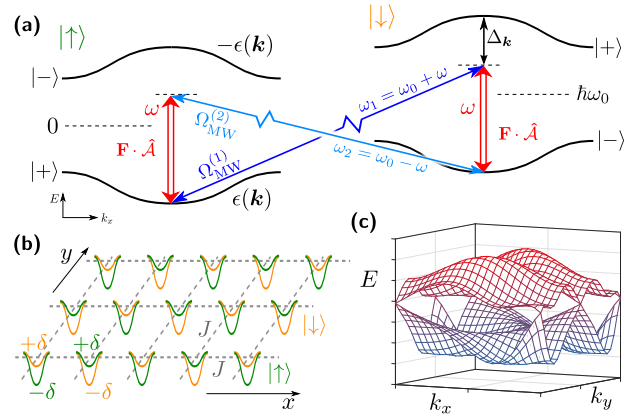 (a)
|↑⟩
−ϵ(k)
|−⟩
ω
0
F · Â
Ω_MW^(2)
Ω_MW^(1)
|+⟩
ϵ(k)
E
k_x
ω_1 = ω_0 + ω
ω_2 = ω_0 − ω
|↓⟩
Δ_k
|+⟩
ω
ħω_0
F · Â
|−⟩
(b)
y
J
|↓⟩
+δ
+δ
J
|↑⟩
−δ
−δ
x
(c)
E
k_x
k_y